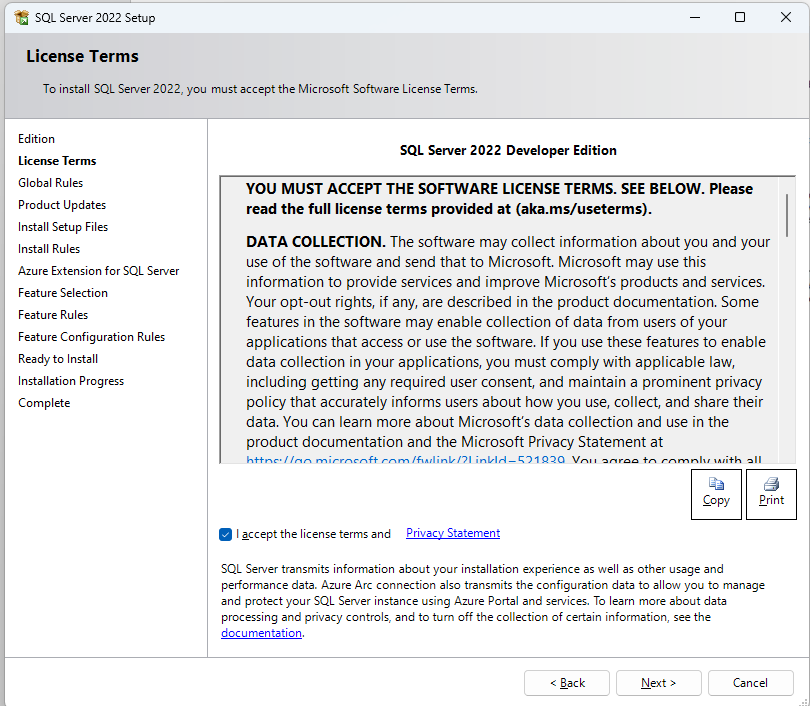 SQL Server 2022 Setup
License Terms
To install SQL Server 2022, you must accept the Microsoft Software License Terms.
Edition
License Terms
Global Rules
Product Updates
Install Setup Files
Install Rules
Azure Extension for SQL Server
Feature Selection
Feature Rules
Feature Configuration Rules
Ready to Install
Installation Progress
Complete
SQL Server 2022 Developer Edition
YOU MUST ACCEPT THE SOFTWARE LICENSE TERMS. SEE BELOW. Please
read the full license terms provided at (aka.ms/useterms).
DATA COLLECTION. The software may collect information about you and your
use of the software and send that to Microsoft. Microsoft may use this
information to provide services and improve Microsoft's products and services.
Your opt-out rights, if any, are described in the product documentation. Some
features in the software may enable collection of data from users of your
applications that access or use the software. If you use these features to enable
data collection in your applications, you must comply with applicable law,
including getting any required user consent, and maintain a prominent privacy
policy that accurately informs users about how you use, collect, and share their
data. You can learn more about Microsoft's data collection and use in the
product documentation and the Microsoft Privacy Statement at
https://go.microsoft.com/fwlink/?LinkId=521839. You agree to comply with all
Copy
Print
I accept the license terms and Privacy Statement
SQL Server transmits information about your installation experience as well as other usage and
performance data. Azure Arc connection also transmits the configuration data to allow you to manage
and protect your SQL Server instance using Azure Portal and services. To learn more about data
processing and privacy controls, and to turn off the collection of certain information, see the
documentation.
< Back
Next >
Cancel